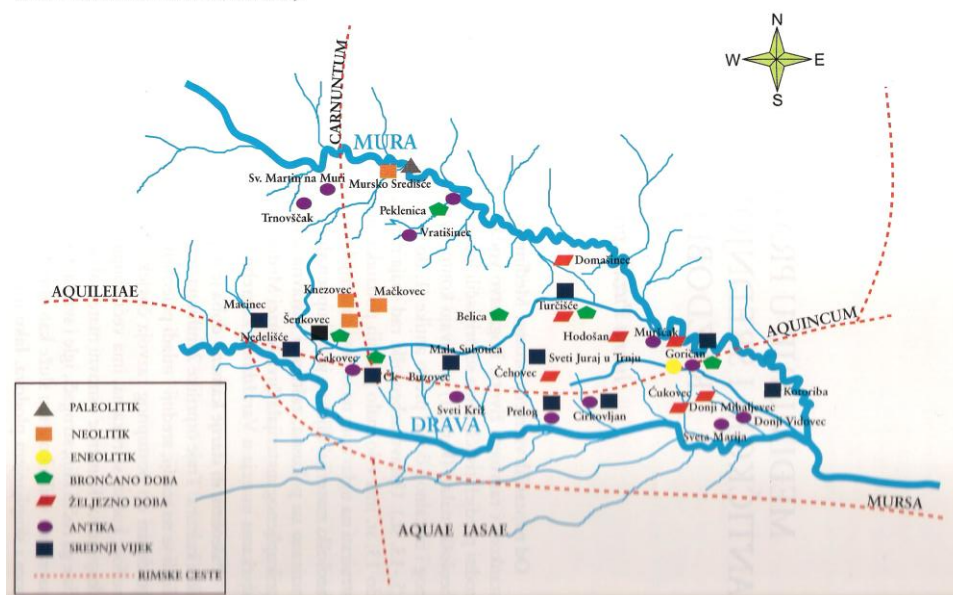 N
W E
S
CARNUNTUM
MURA
Sv. Martin na Muri
Mursko Središće
Trnovščak
Peklenica
Vratišinec
Domašinec
AQUILEIAE
Knezovec
Mačkovec
Macinec
Šenkovec
Belica
Turčišće
AQUINCUM
Nedelišće
Hodošan
Murščak
Čakovec
Mala Subotica
Sveti Juraj u Trnju
Goričan
Čk - Buzovec
Čehovec
Sveti Križ
Čukovec
Kotoriba
Prelog
Cirkovljan
Donji Mihaljevec
Donji Vidovec
DRAVA
Sveta Marija
PALEOLITIK
NEOLITIK
ENEOLITIK
BRONČANO DOBA
ŽELJEZNO DOBA
ANTIKA
SREDNJI VIJEK
RIMSKE CESTE
AQUAE IASAE
MURSA